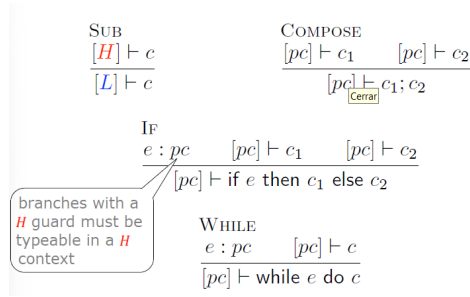 SUB
[H] ⊢ c
[L] ⊢ c
COMPOSE
[pc] ⊢ c₁ [pc] ⊢ c₂
[pc] ⊢ c₁; c₂
Cerrar
IF
e : pc [pc] ⊢ c₁ [pc] ⊢ c₂
[pc] ⊢ if e then c₁ else c₂
branches with a
H guard must be
typeable in a H
context
WHILE
e : pc [pc] ⊢ c
[pc] ⊢ while e do c